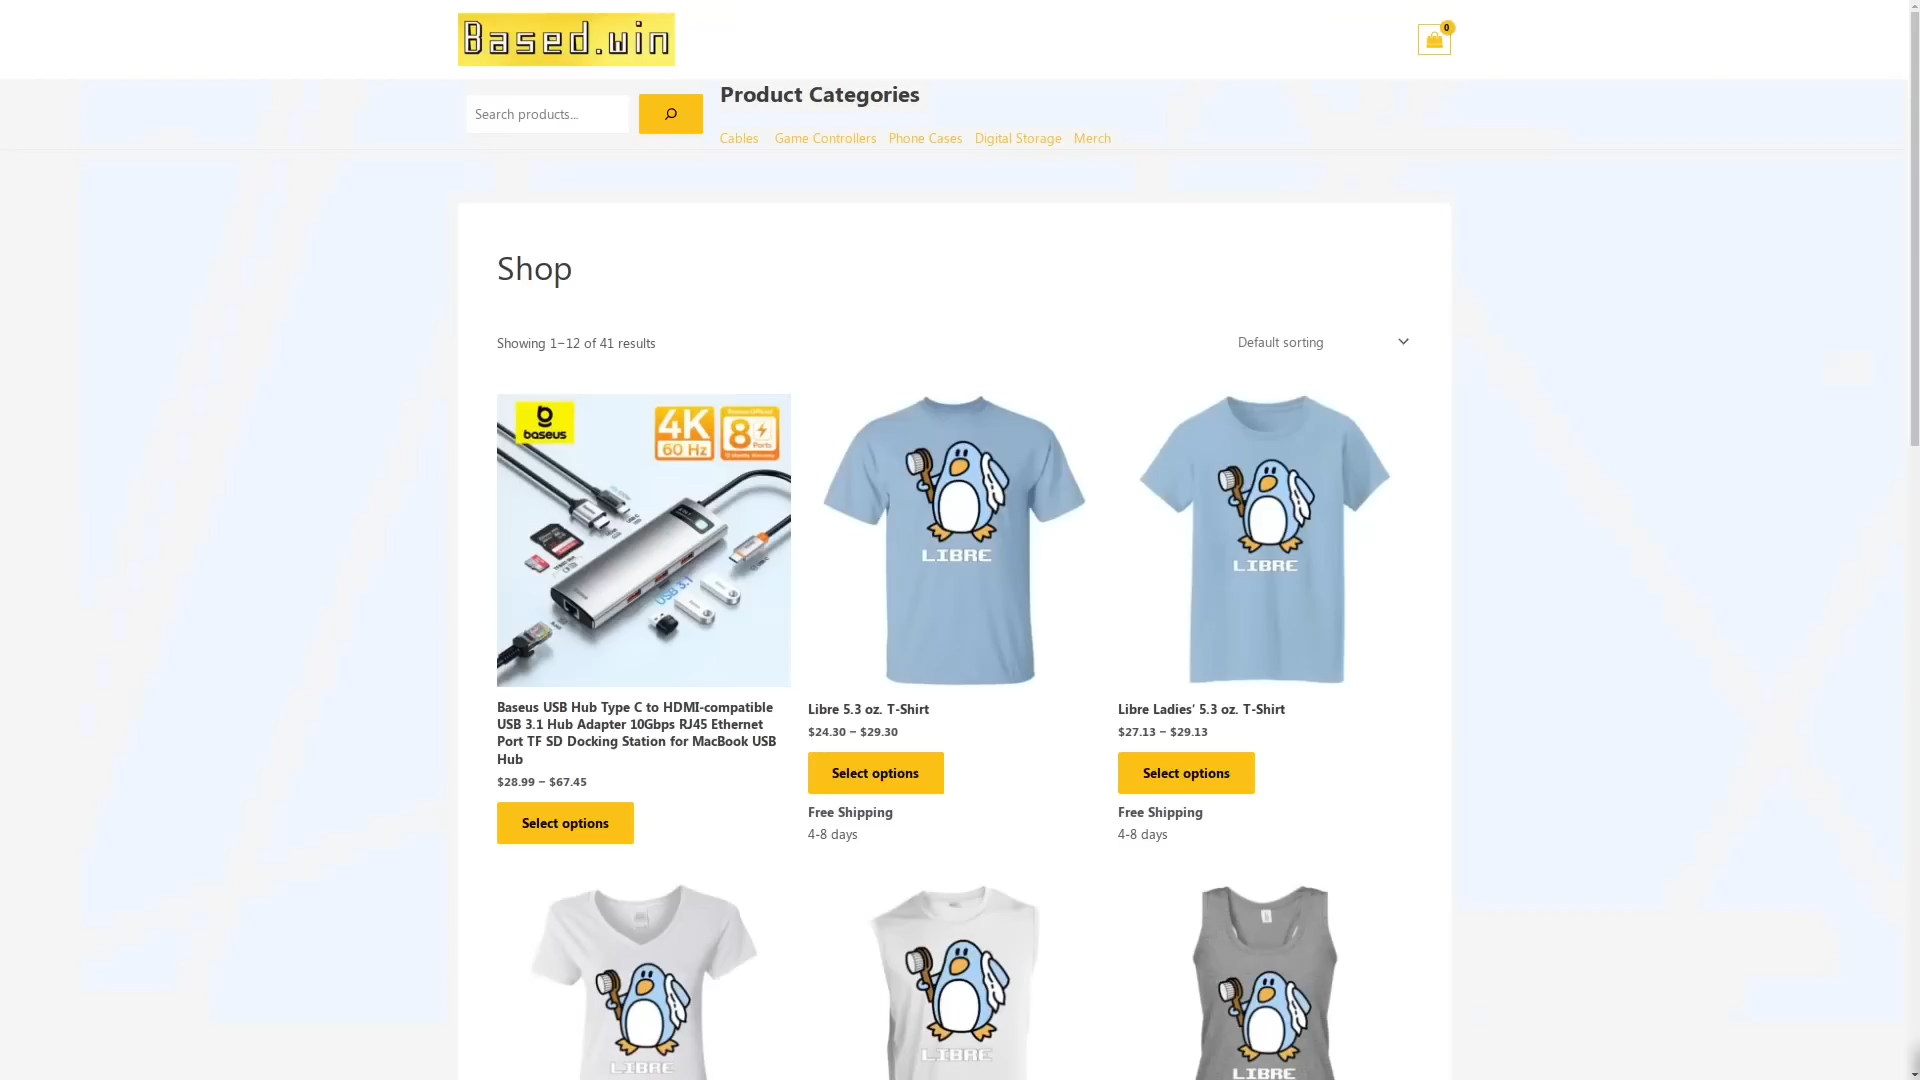 Based.win
0
Search products...
Product Categories
Cables Game Controllers Phone Cases Digital Storage Merch
Shop
Showing 1–12 of 41 results
Default sorting
baseus
4K
60 Hz
8
Ports
USB 3.1
LIBRE
LIBRE
Baseus USB Hub Type C to HDMI-compatible
USB 3.1 Hub Adapter 10Gbps RJ45 Ethernet
Port TF SD Docking Station for MacBook USB
Hub
$28.99 – $67.45
Select options
Libre 5.3 oz. T-Shirt
$24.30 – $29.30
Select options
Free Shipping
4-8 days
Libre Ladies’ 5.3 oz. T-Shirt
$27.13 – $29.13
Select options
Free Shipping
4-8 days
LIBRE
LIBRE
LIBRE